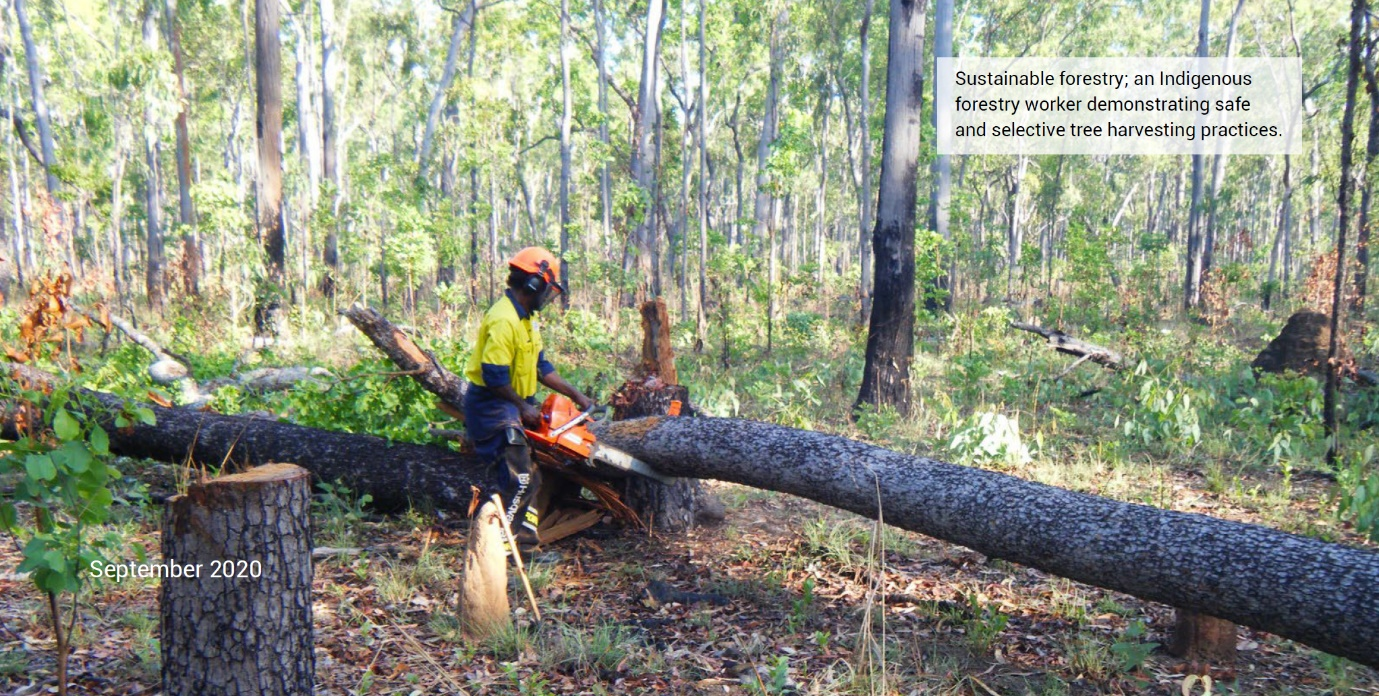 Sustainable forestry; an Indigenous
forestry worker demonstrating safe
and selective tree harvesting practices.
September 2020